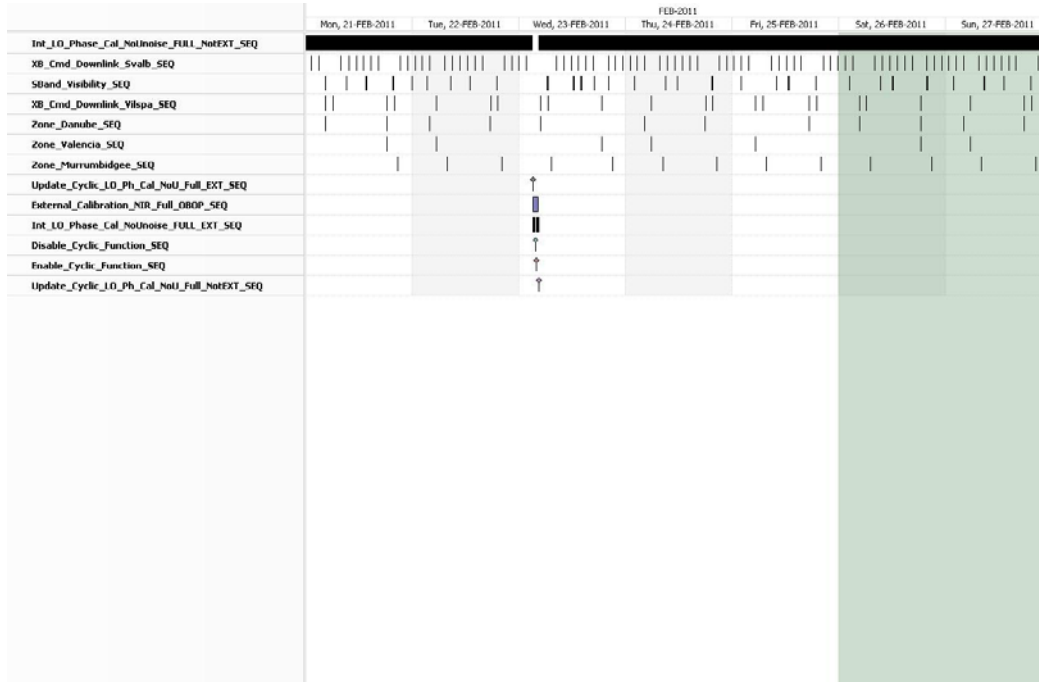 FEB-2011
Mon, 21-FEB-2011 Tue, 22-FEB-2011 Wed, 23-FEB-2011 Thu, 24-FEB-2011 Fri, 25-FEB-2011 Sat, 26-FEB-2011 Sun, 27-FEB-2011
Int_LO_Phase_Cal_NoUnoise_FULL_NotEXT_SEQ
XB_Cmd_Downlink_Svalb_SEQ
SBand_Visibility_SEQ
XB_Cmd_Downlink_Vilspa_SEQ
Zone_Danube_SEQ
Zone_Valencia_SEQ
Zone_Murrumbidgee_SEQ
Update_Cyclic_LO_Ph_Cal_NoU_Full_EXT_SEQ
External_Calibration_NIR_Full_OBOP_SEQ
Int_LO_Phase_Cal_NoUnoise_FULL_EXT_SEQ
Disable_Cyclic_Function_SEQ
Enable_Cyclic_Function_SEQ
Update_Cyclic_LO_Ph_Cal_NoU_Full_NotEXT_SEQ